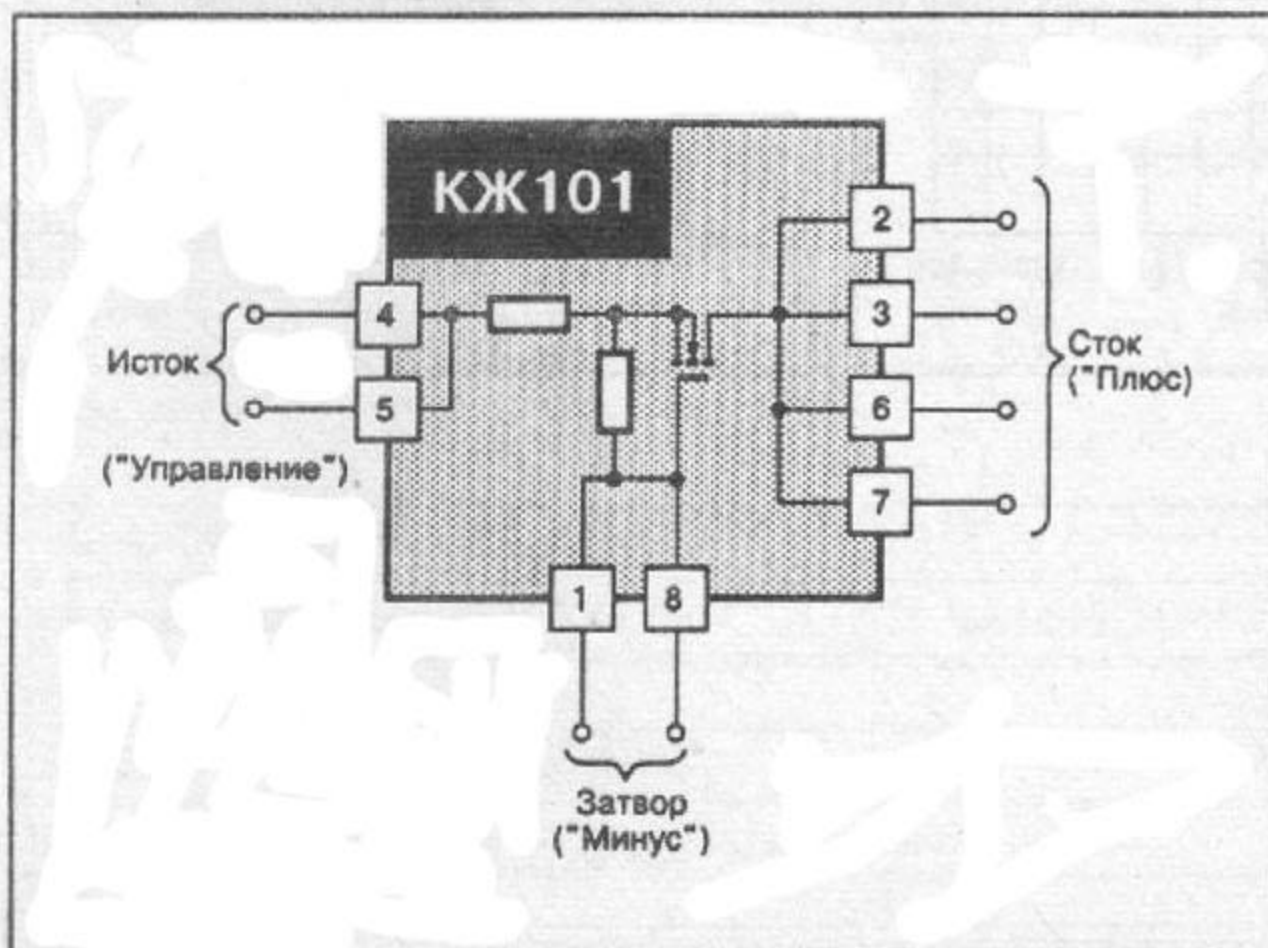 КЖ101
2
4
3
Исток
Сток
("Плюс)
5
6
("Управление")
7
1
8
Затвор
("Минус")